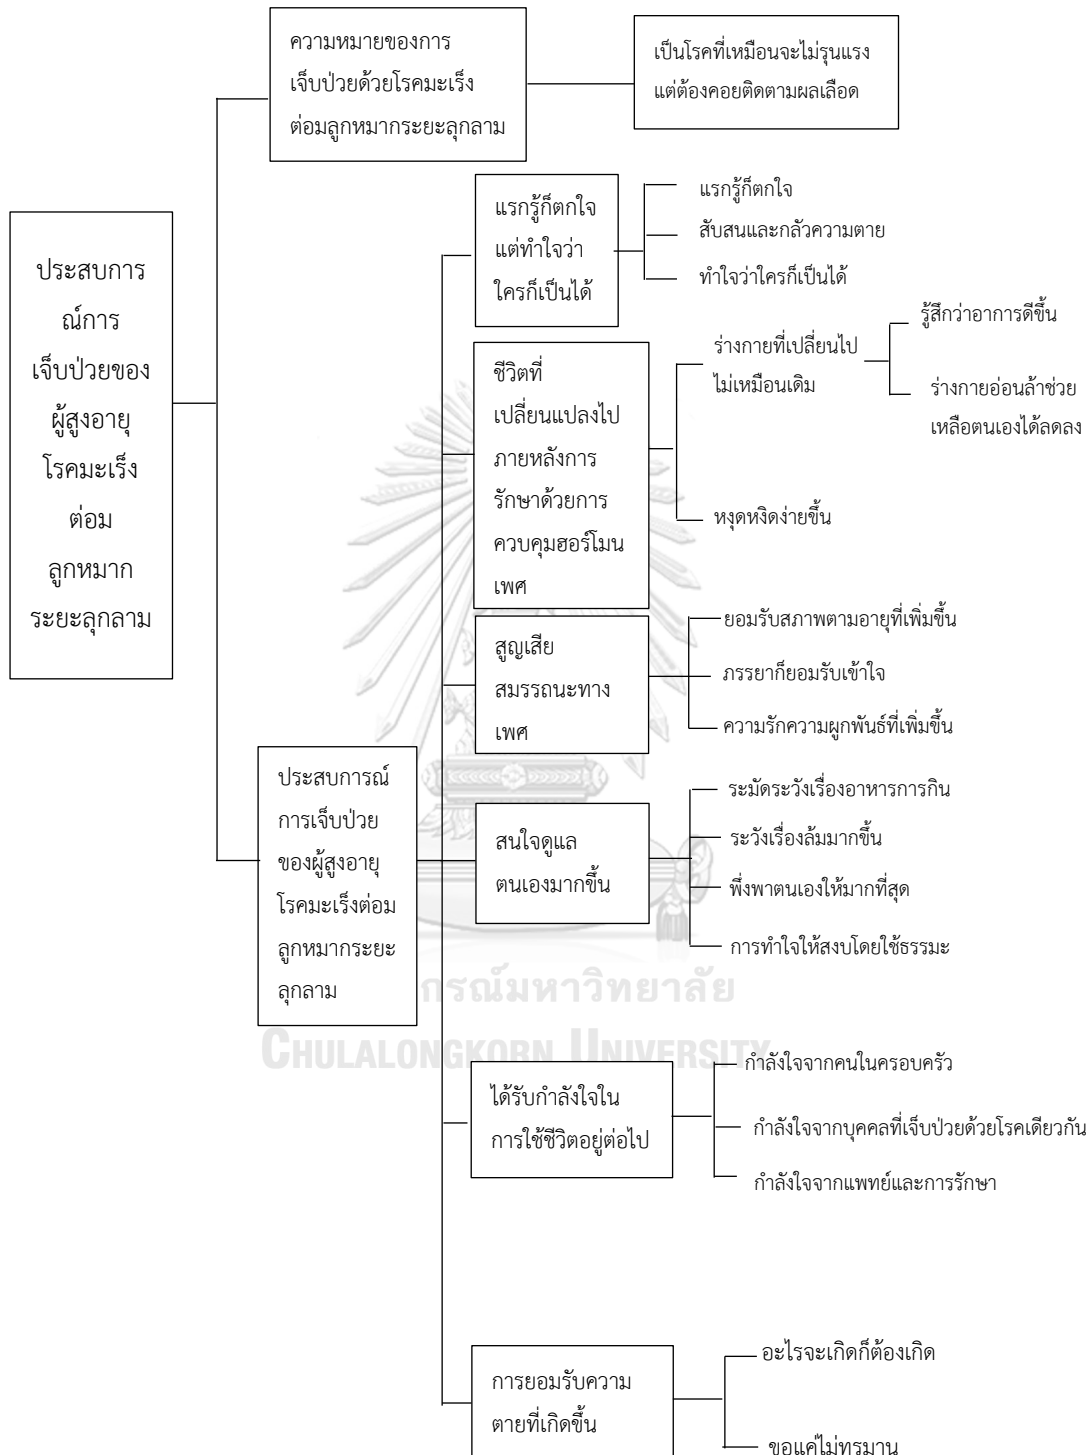 ประสบการ
ณ์การ
เจ็บป่วยของ
ผู้สูงอายุ
โรคมะเร็ง
ต่อม
ลูกหมาก
ระยะลุกลาม
ความหมายของการ
เจ็บป่วยด้วยโรคมะเร็ง
ต่อมลูกหมากระยะลุกลาม
เป็นโรคที่เหมือนจะไม่รุนแรง
แต่ต้องคอยติดตามผลเลือด
ประสบการณ์
การเจ็บป่วย
ของผู้สูงอายุ
โรคมะเร็งต่อม
ลูกหมากระยะ
ลุกลาม
แรกรู้ก็ตกใจ
แต่ทำใจว่า
ใครก็เป็นได้
แรกรู้ก็ตกใจ
สับสนและกลัวความตาย
ทำใจว่าใครก็เป็นได้
ชีวิตที่
เปลี่ยนแปลงไป
ภายหลังการ
รักษาด้วยการ
ควบคุมฮอร์โมน
เพศ
ร่างกายที่เปลี่ยนไป
ไม่เหมือนเดิม
รู้สึกว่าอาการดีขึ้น
ร่างกายอ่อนล้าช่วย
เหลือตนเองได้ลดลง
หงุดหงิดง่ายขึ้น
สูญเสีย
สมรรถนะทาง
เพศ
ยอมรับสภาพตามอายุที่เพิ่มขึ้น
ภรรยาก็ยอมรับเข้าใจ
ความรักความผูกพันธ์ที่เพิ่มขึ้น
สนใจดูแล
ตนเองมากขึ้น
ระมัดระวังเรื่องอาหารการกิน
ระวังเรื่องล้มมากขึ้น
พึ่งพาตนเองให้มากที่สุด
การทำใจให้สงบโดยใช้ธรรมะ
ได้รับกำลังใจใน
การใช้ชีวิตอยู่ต่อไป
กำลังใจจากคนในครอบครัว
กำลังใจจากบุคคลที่เจ็บป่วยด้วยโรคเดียวกัน
กำลังใจจากแพทย์และการรักษา
การยอมรับความ
ตายที่เกิดขึ้น
อะไรจะเกิดก็ต้องเกิด
ขอแค่ไม่ทรมาน
กรณ์มหาวิทยาลัย
CHULALONGKORN UNIVERSITY